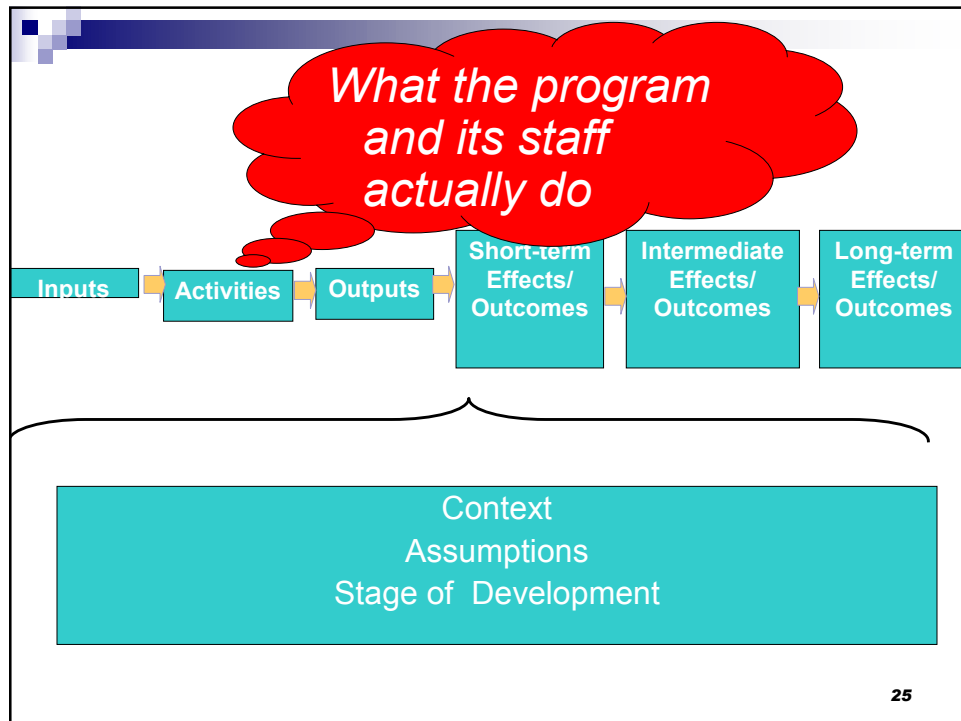 What the program
and its staff
actually do
Inputs
Activities
Outputs
Short-term
Effects/
Outcomes
Intermediate
Effects/
Outcomes
Long-term
Effects/
Outcomes
Context
Assumptions
Stage of  Development
25